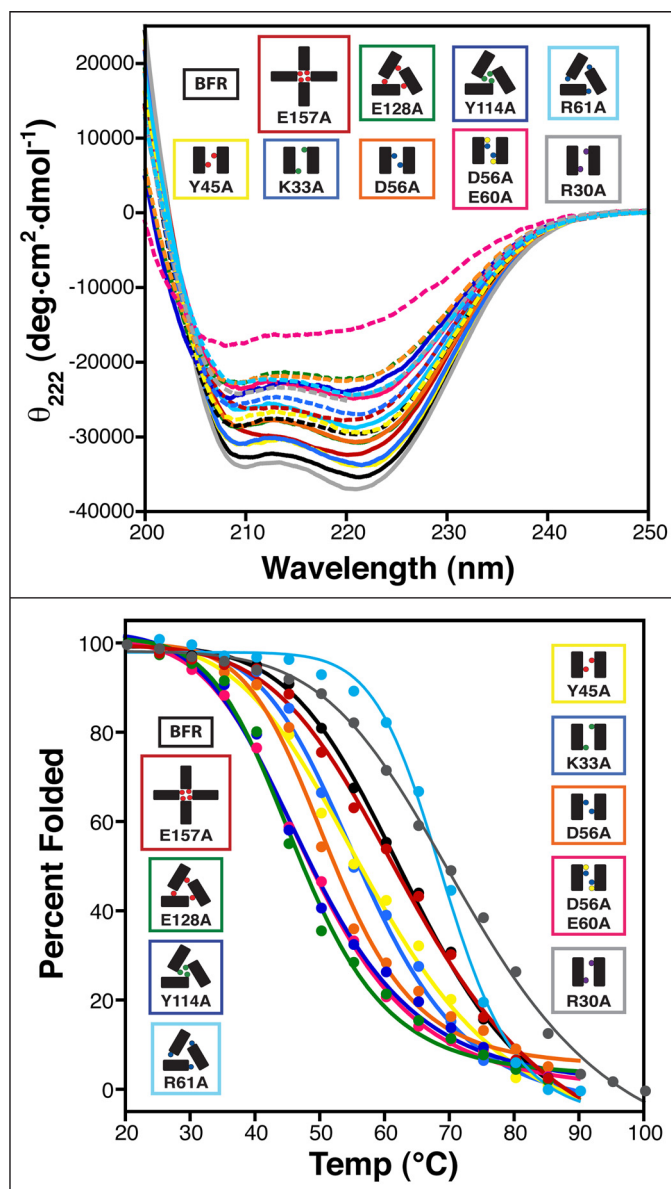 20000
10000
0
-10000
-20000
-30000
-40000
θ222 (deg·cm2·dmol-1)
BFR
E157A
E128A
Y114A
R61A
Y45A
K33A
D56A
D56A
E60A
R30A
200
210
220
230
240
250
Wavelength (nm)
100
80
60
40
20
0
Percent Folded
BFR
E157A
E128A
Y114A
R61A
Y45A
K33A
D56A
D56A
E60A
R30A
20
30
40
50
60
70
80
90
100
Temp (°C)